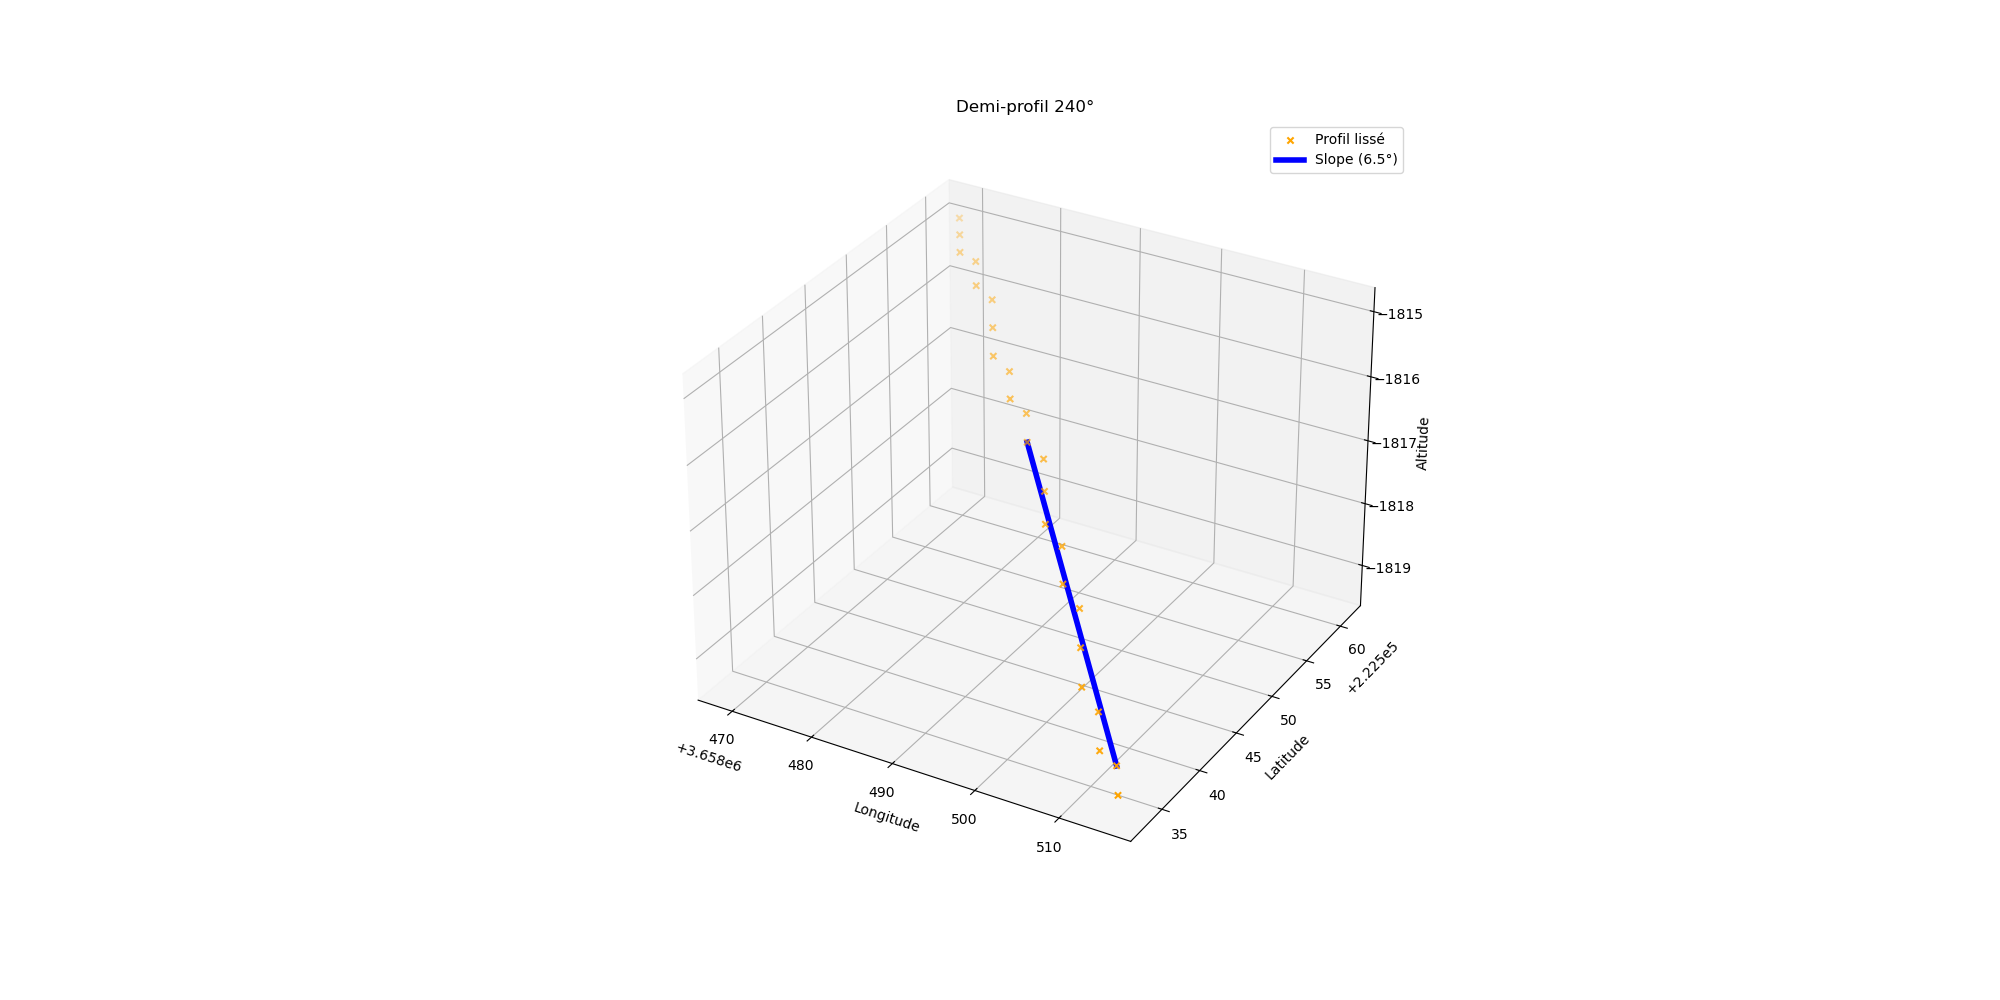 Demi-profil 240°
Profil lissé
Slope (6.5°)
−1815
−1816
−1817
−1818
−1819
Altitude
60
55
50
45
40
35
+2.225e5
Latitude
470
480
490
500
510
+3.658e6
Longitude